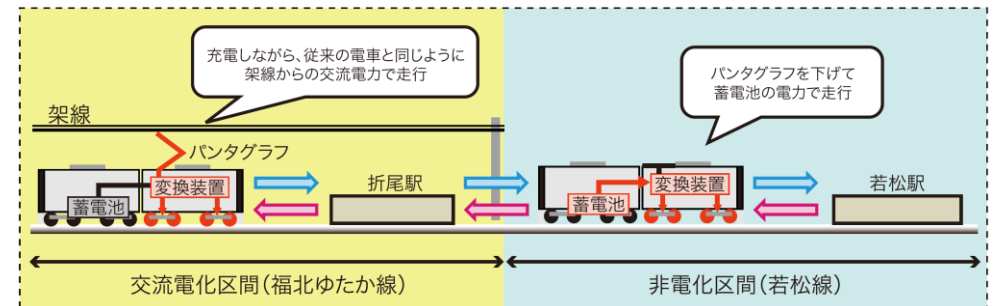 充電しながら、従来の電車と同じように
架線からの交流電力で走行
パンタグラフを下げて
蓄電池の電力で走行
架線
パンタグラフ
変換装置
蓄電池
折尾駅
変換装置
蓄電池
若松駅
交流電化区間(福北ゆたか線)
非電化区間(若松線)